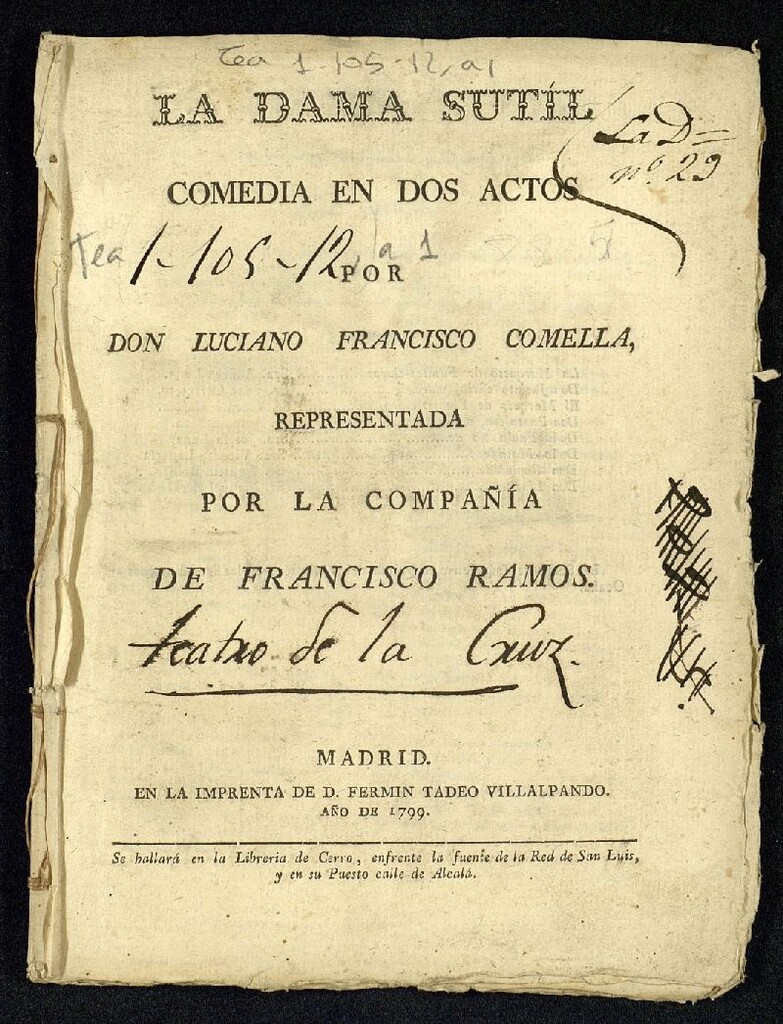 Tea 1-105-12, a1
LA DAMA SUTÍL
La D=
nº 29
COMEDIA EN DOS ACTOS
Tea 1-105-12, a 1
POR
DON LUCIANO FRANCISCO COMELLA,
REPRESENTADA
POR LA COMPAÑÍA
DE FRANCISCO RAMOS.
teatro de la Cruz.
MADRID.
EN LA IMPRENTA DE D. FERMIN TADEO VILLALPANDO.
AÑO DE 1799.
Se hallará en la Libreria de Cerro, enfrente la fuente de la Red de San Luis,
y en su Puesto calle de Alcalá.